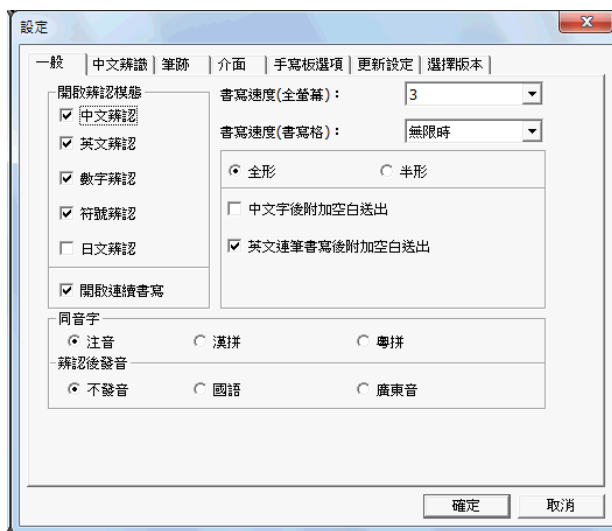 設定
一般 中文辨識 筆跡 介面 手寫板選項 更新設定 選擇版本
開啟辨認模態
中文辨認
英文辨認
數字辨認
符號辨認
日文辨認
開啟連續書寫
書寫速度(全螢幕)： 3
書寫速度(書寫格)： 無限時
全形 半形
中文字後附加空白送出
英文連筆書寫後附加空白送出
同音字
注音 漢拼 粵拼
辨認後發音
不發音 國語 廣東音
確定 取消